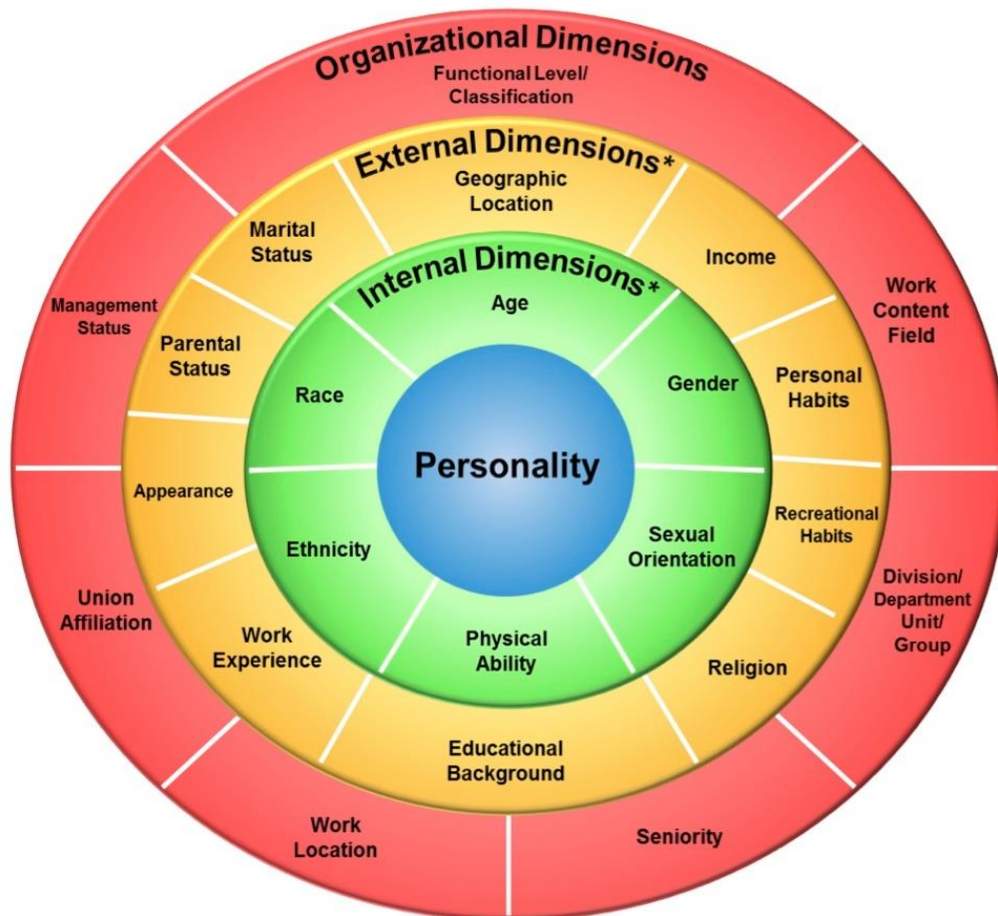 Organizational Dimensions
Functional Level/
Classification
External Dimensions*
Geographic
Location
Marital
Status
Income
Internal Dimensions*
Age
Management
Status
Work
Content
Field
Parental
Status
Personal
Habits
Race
Gender
Personality
Appearance
Recreational
Habits
Ethnicity
Sexual
Orientation
Union
Affiliation
Division/
Department
Unit/
Group
Work
Experience
Physical
Ability
Religion
Educational
Background
Work
Location
Seniority